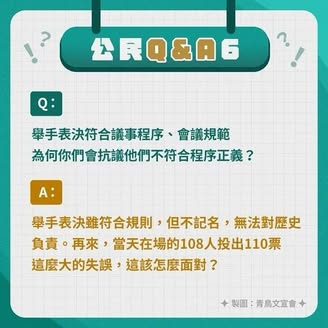 !?
公民Q&A6
?!
Q:
舉手表決符合議事程序、會議規範
為何你們會抗議他們不符合程序正義？
A:
舉手表決雖符合規則，但不記名，無法對歷史
負責。再來，當天在場的108人投出110票
這麼大的失誤，這該怎麼面對？
製圖：青鳥文宣會